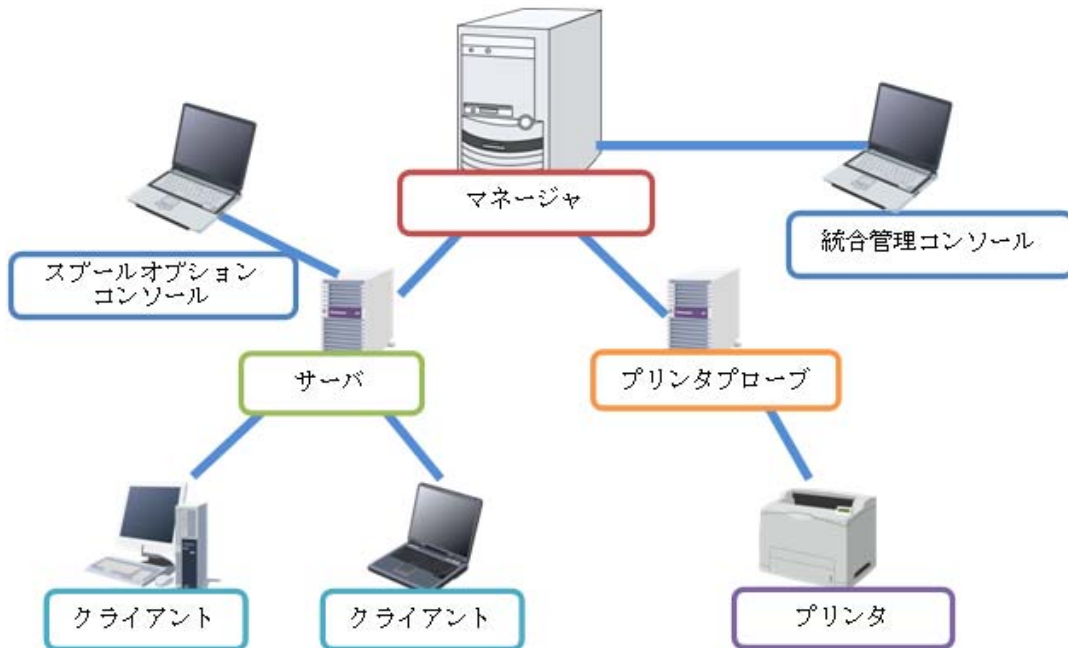 マネージャ
統合管理コンソール
スプールオプション
コンソール
サーバ
プリンタプローブ
クライアント
クライアント
プリンタ